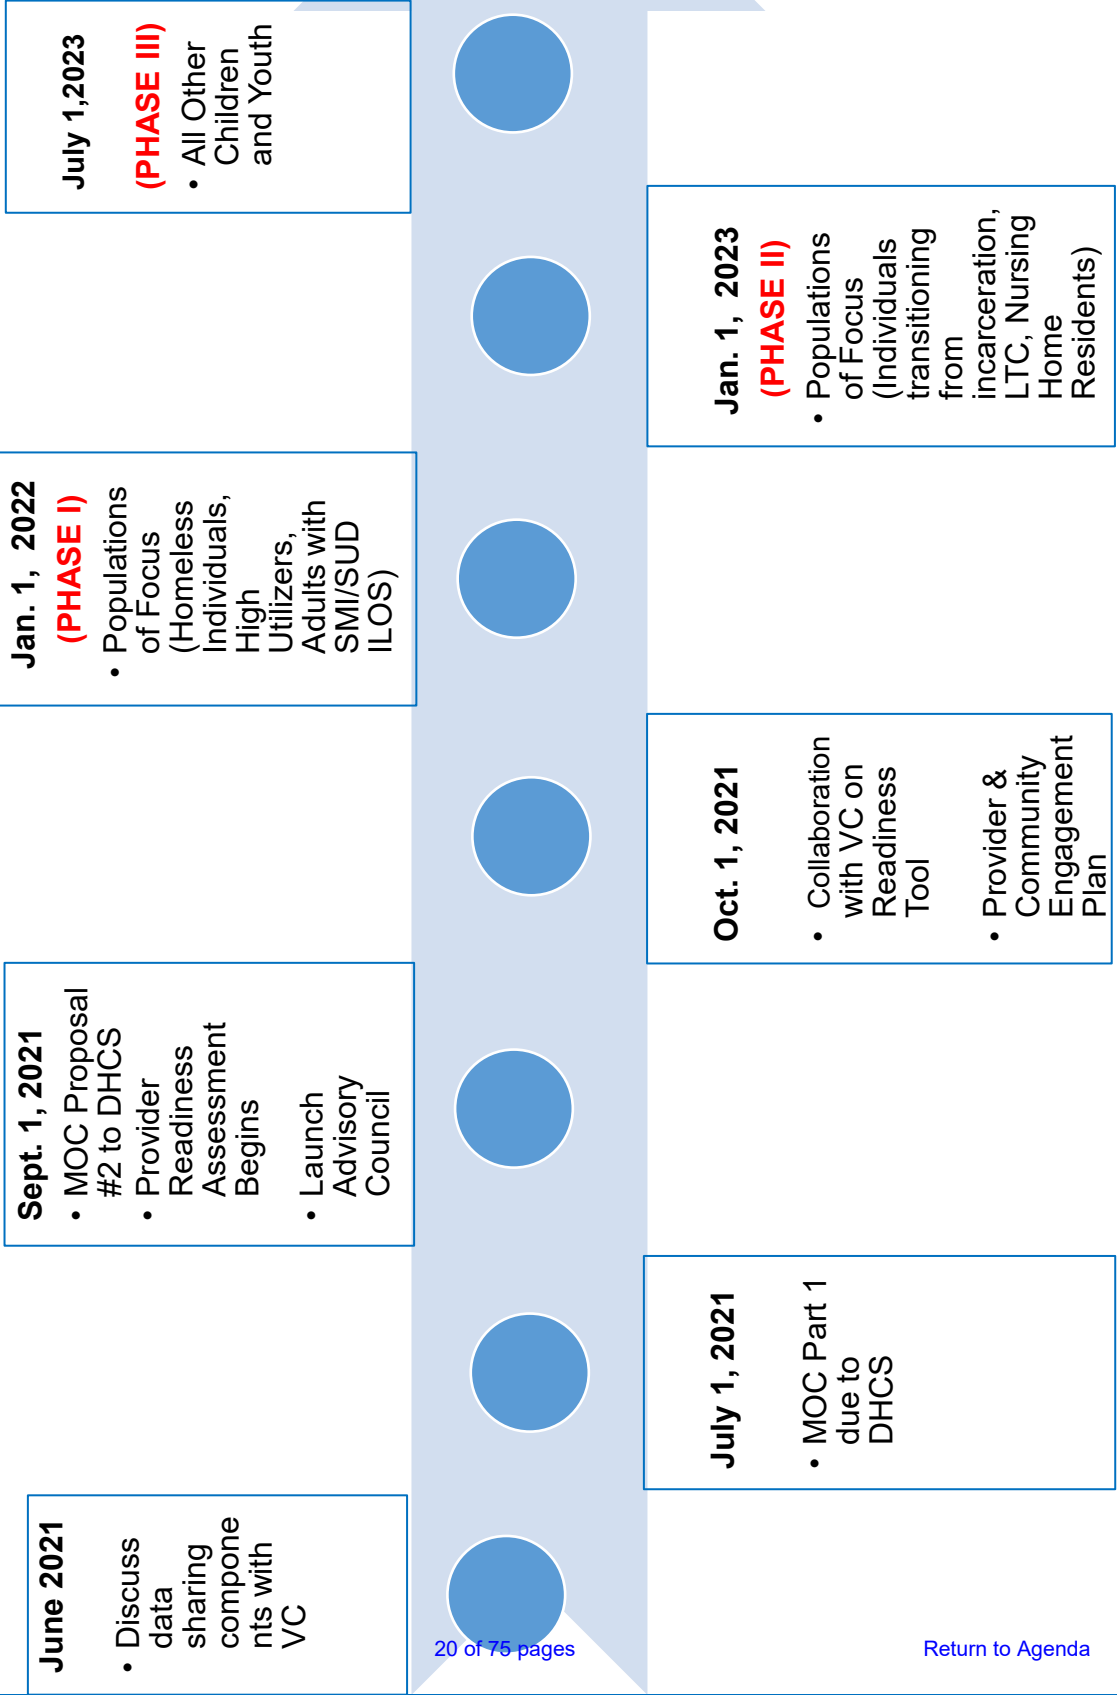 June 2021
• Discuss
data
sharing
compone
nts with
VC
July 1, 2021
• MOC Part 1
due to
DHCS
Sept. 1, 2021
• MOC Proposal
#2 to DHCS
• Provider
Readiness
Assessment
Begins
• Launch
Advisory
Council
Oct. 1, 2021
• Collaboration
with VC on
Readiness
Tool
• Provider &
Community
Engagement
Plan
Jan. 1, 2022
(PHASE I)
• Populations
of Focus
(Homeless
Individuals,
High
Utilizers,
Adults with
SMI/SUD
ILOS)
Jan. 1, 2023
(PHASE II)
• Populations
of Focus
(Individuals
transitioning
from
incarceration,
LTC, Nursing
Home
Residents)
July 1,2023
(PHASE III)
• All Other
Children
and Youth
20 of 75 pages
Return to Agenda